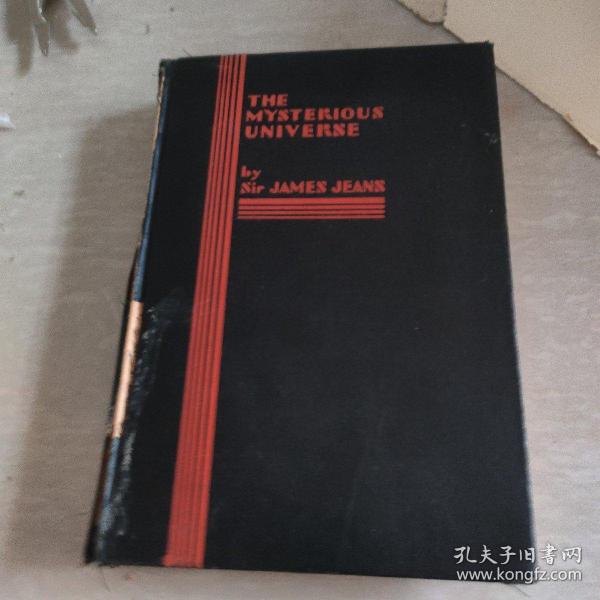 THE
MYSTERIOUS
UNIVERSE
by
Sir JAMES JEANS
孔夫子旧书网
www.kongfz.com